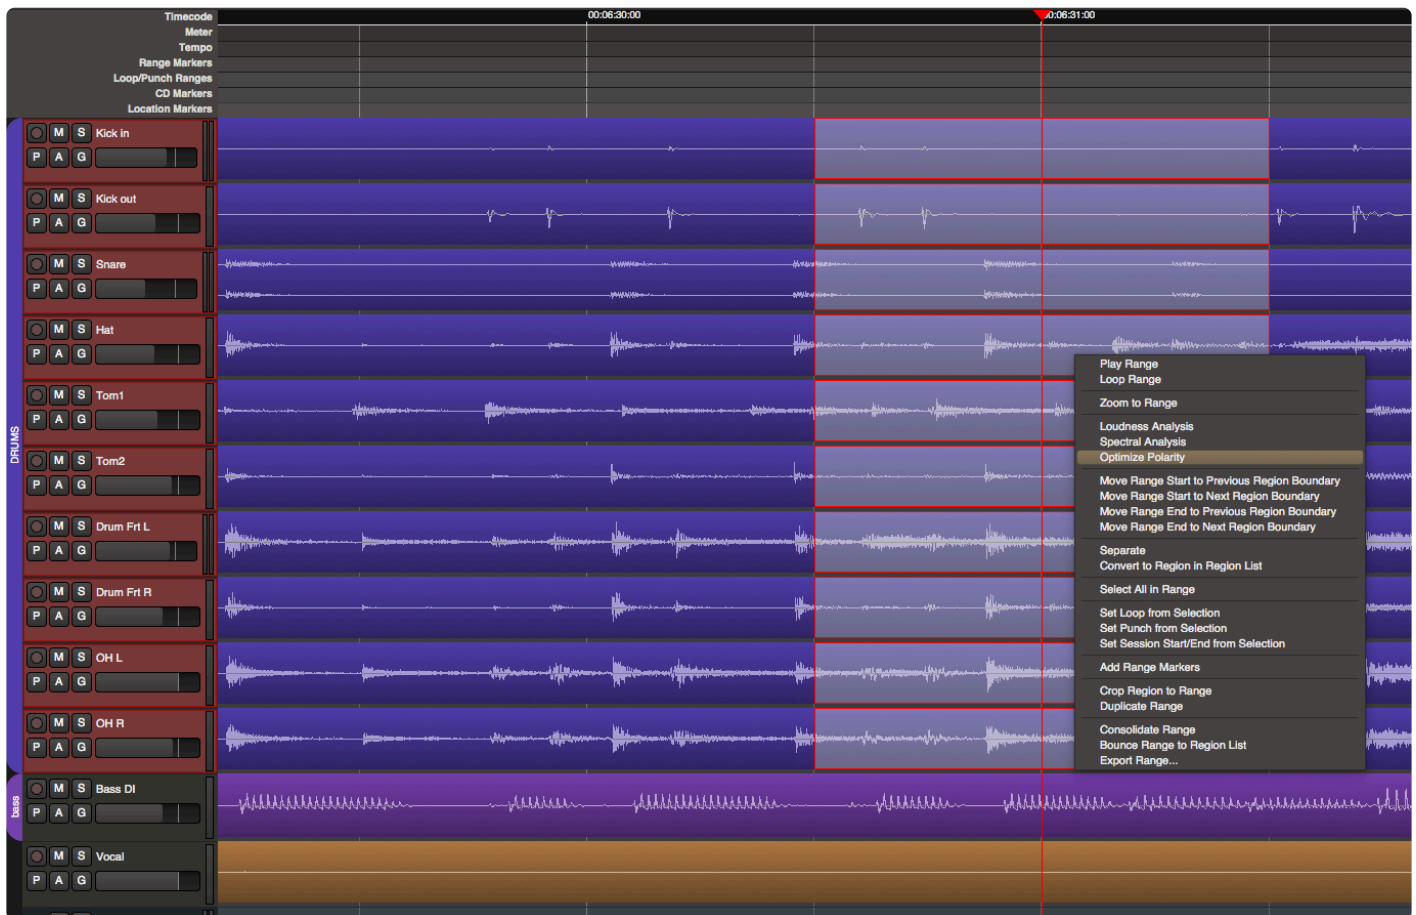 Timecode
00:06:30:00
0:06:31:00
Meter
Tempo
Range Markers
Loop/Punch Ranges
CD Markers
Location Markers
DRUMS
M S Kick in
P A G
M S Kick out
P A G
M S Snare
P A G
M S Hat
P A G
M S Tom1
P A G
M S Tom2
P A G
M S Drum Frt L
P A G
M S Drum Frt R
P A G
M S OH L
P A G
M S OH R
P A G
bass
M S Bass DI
P A G
M S Vocal
P A G
Play Range
Loop Range
Zoom to Range
Loudness Analysis
Spectral Analysis
Optimize Polarity
Move Range Start to Previous Region Boundary
Move Range Start to Next Region Boundary
Move Range End to Previous Region Boundary
Move Range End to Next Region Boundary
Separate
Convert to Region in Region List
Select All in Range
Set Loop from Selection
Set Punch from Selection
Set Session Start/End from Selection
Add Range Markers
Crop Region to Range
Duplicate Range
Consolidate Range
Bounce Range to Region List
Export Range...